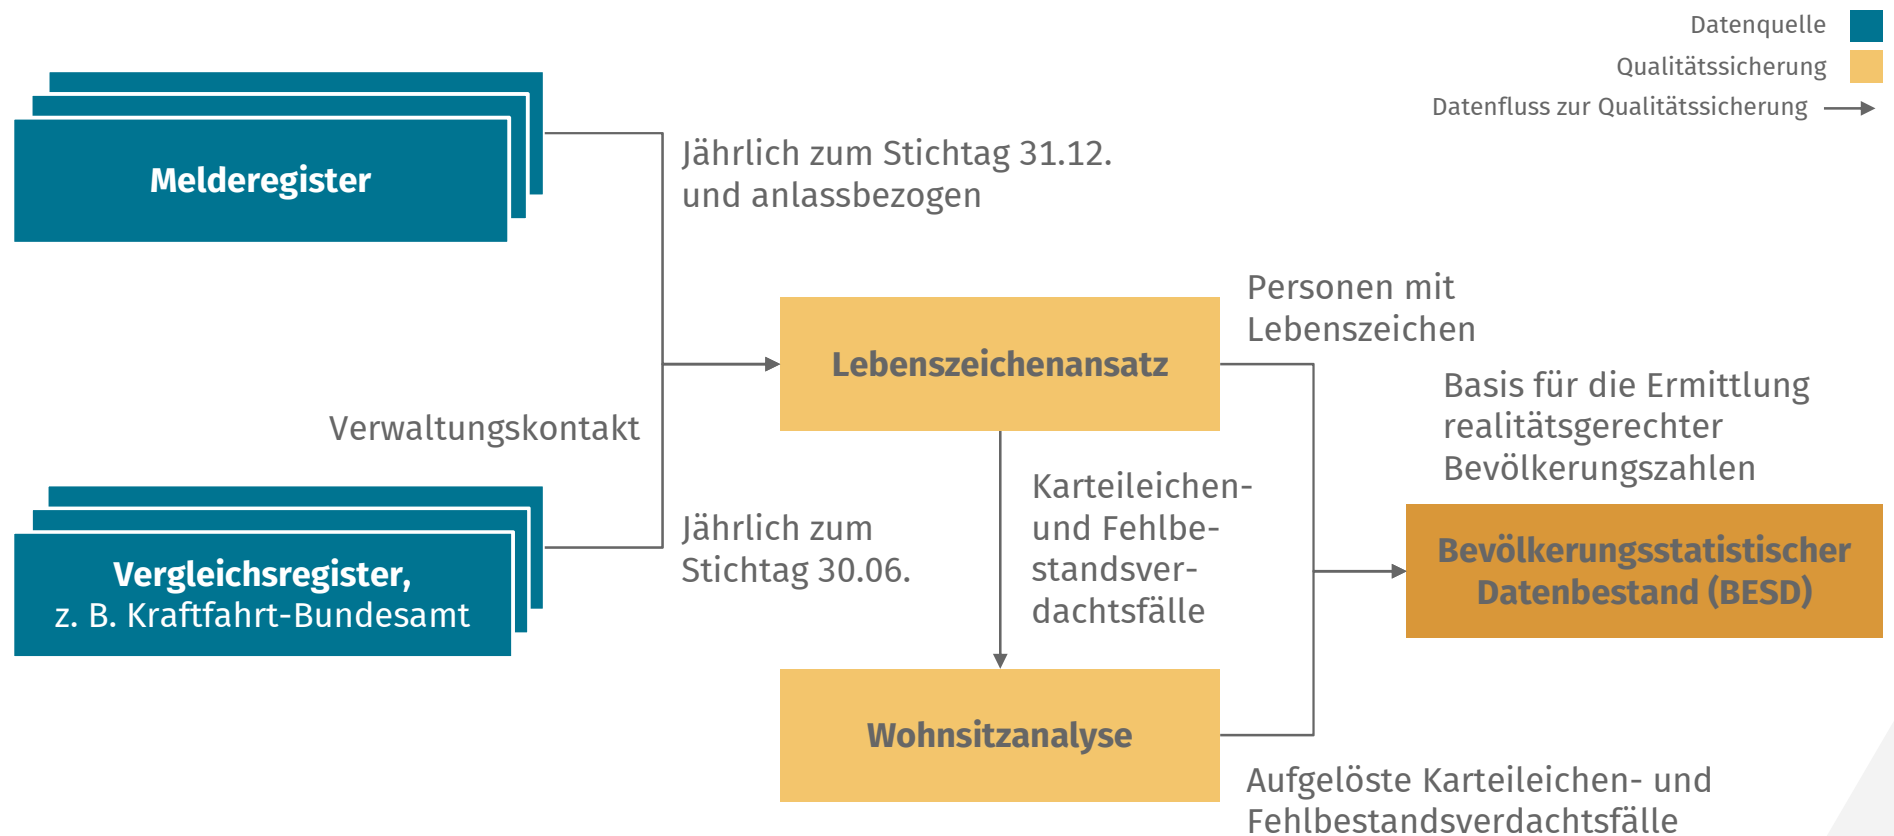 Datenquelle
Qualitätssicherung
Datenfluss zur Qualitätssicherung
Melderegister
Jährlich zum Stichtag 31.12.
und anlassbezogen
Personen mit
Lebenszeichen
Lebenszeichenansatz
Basis für die Ermittlung
realitätsgerechter
Bevölkerungszahlen
Verwaltungskontakt
Karteileichen-
und Fehlbe-
standsver-
dachtsfälle
Jährlich zum
Stichtag 30.06.
Vergleichsregister,
z. B. Kraftfahrt-Bundesamt
Bevölkerungsstatistischer
Datenbestand (BESD)
Wohnsitzanalyse
Aufgelöste Karteileichen- und
Fehlbestandsverdachtsfälle